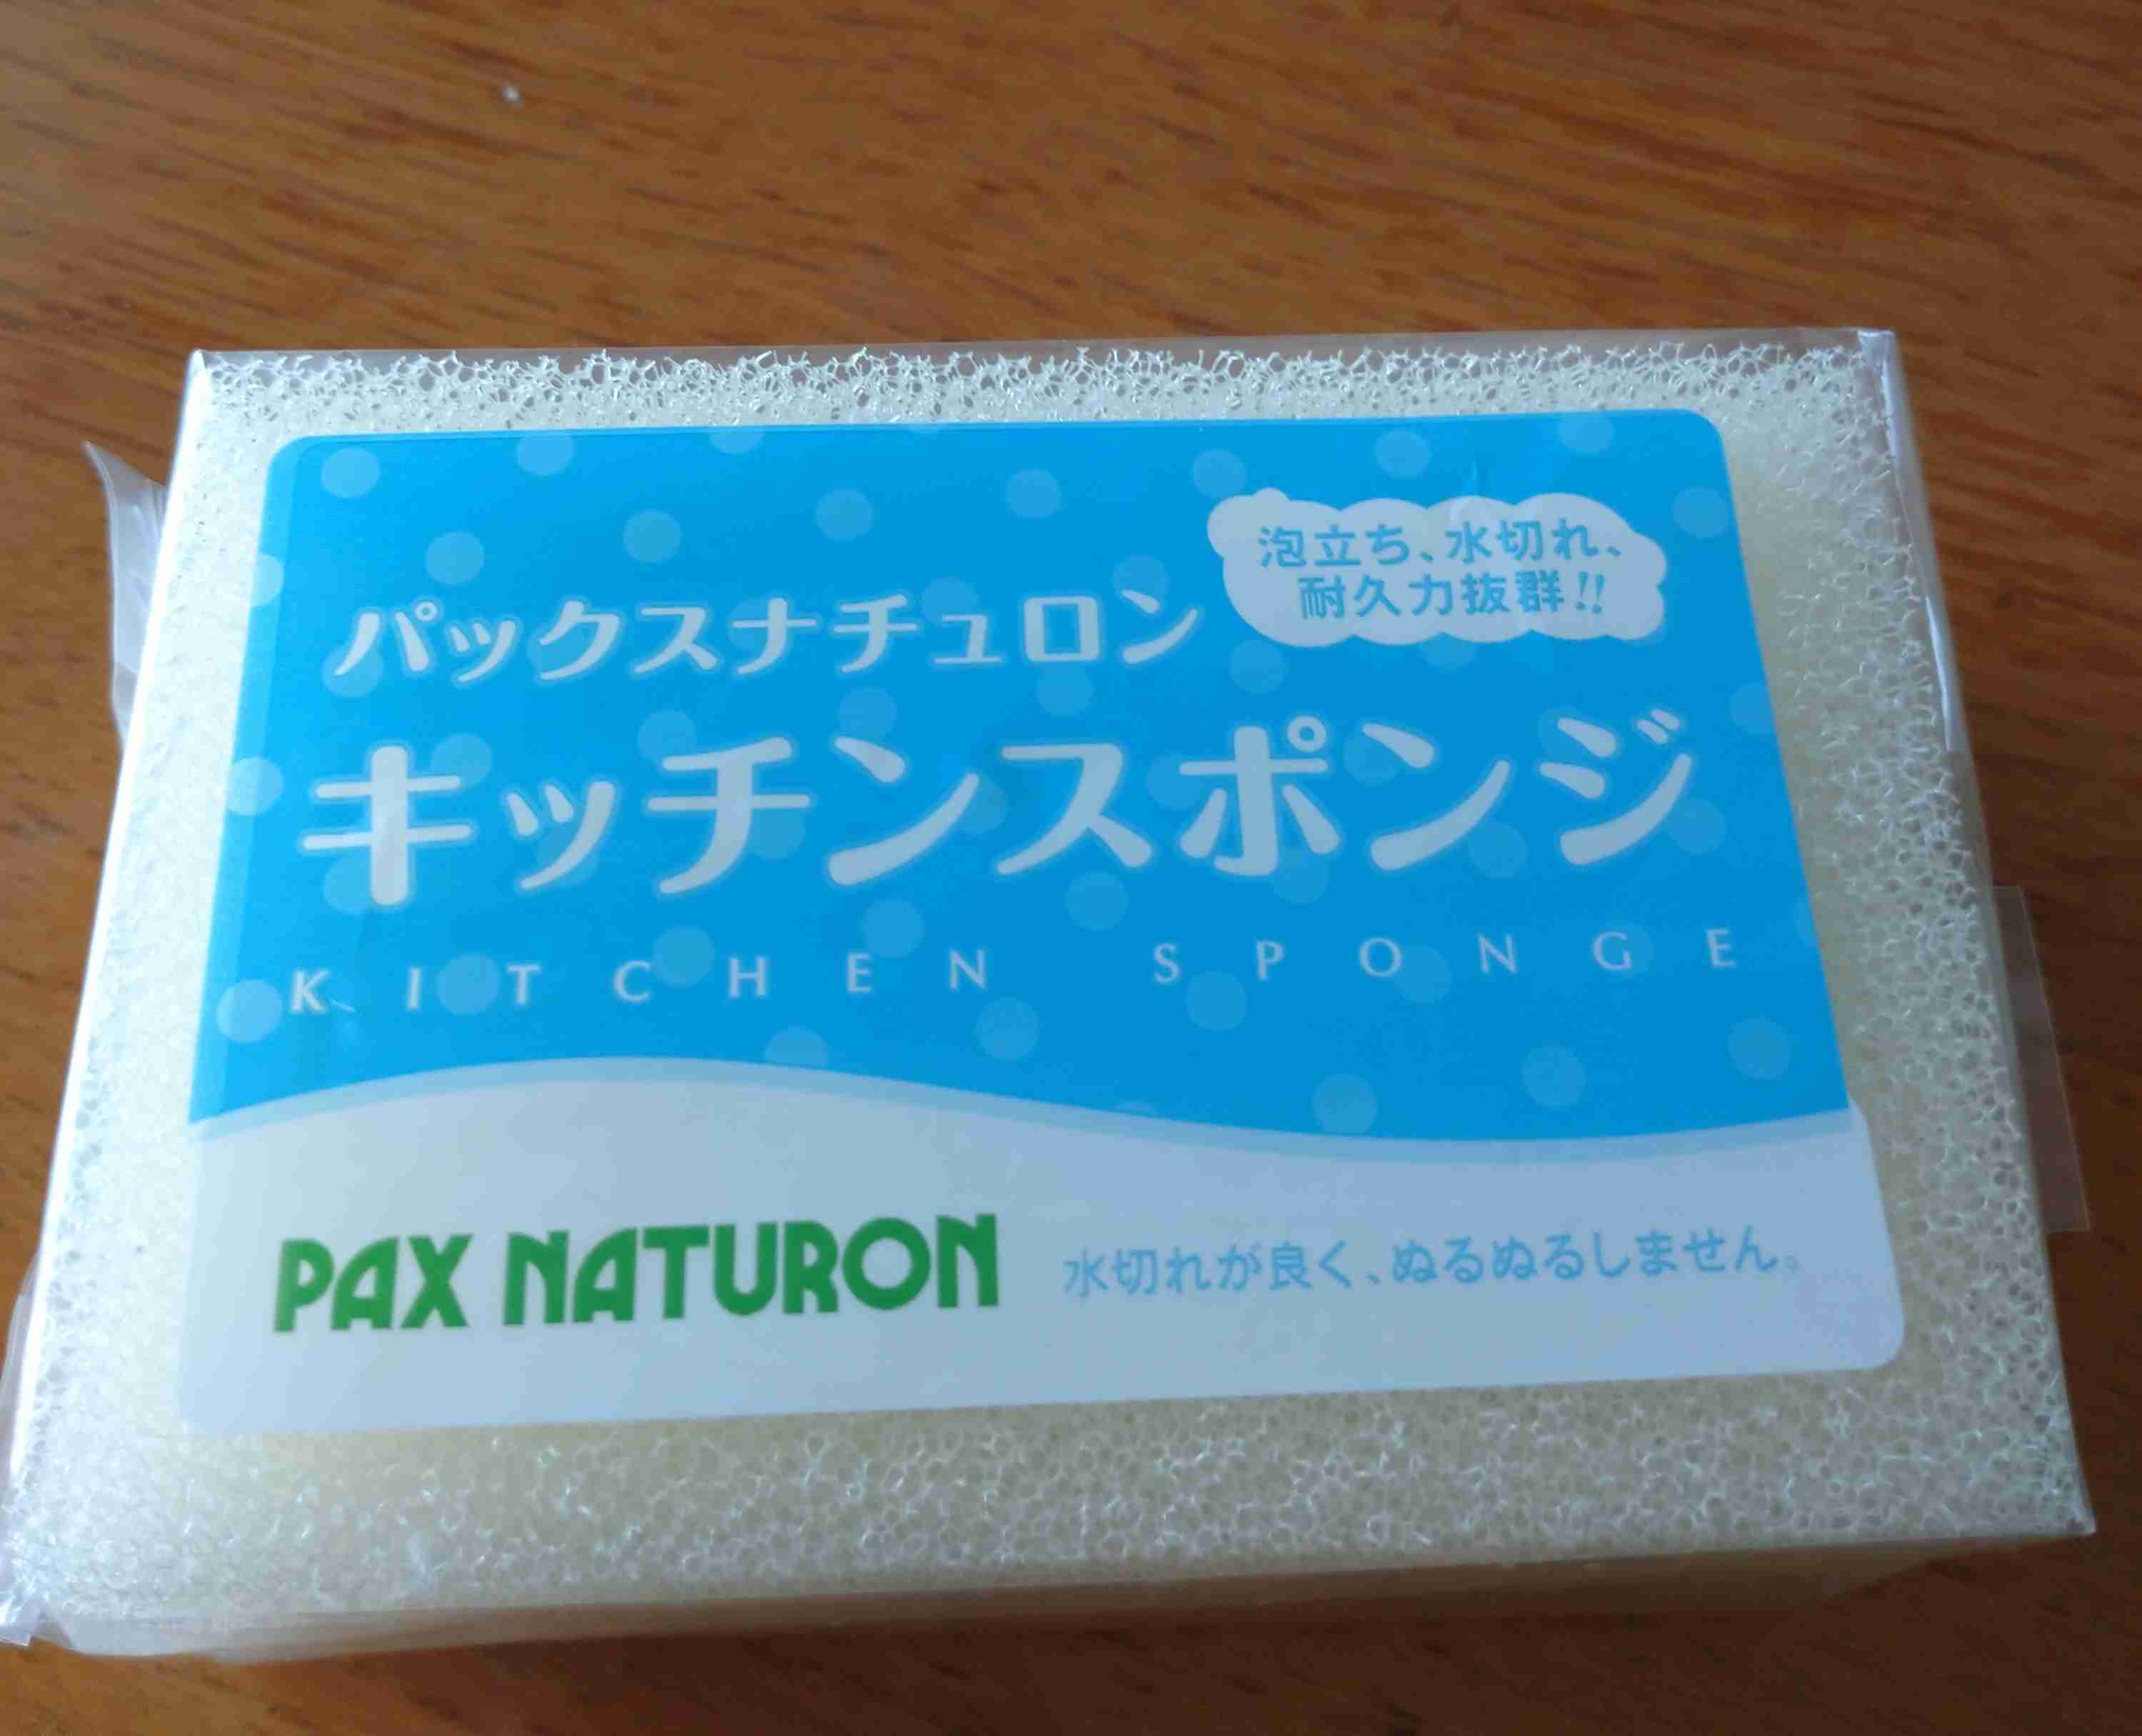 泡立ち、水切れ、
耐久力抜群!!
パックスナチュロン
キッチンスポンジ
KITCHEN SPONGE
PAX NATURON
水切れが良く、ぬるぬるしません。